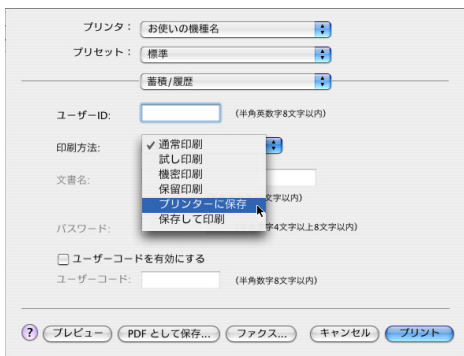 プリンタ： お使いの機種名
プリセット： 標準
蓄積/履歴
ユーザーID: (半角英数字8文字以内)
印刷方法: ✓ 通常印刷
試し印刷
機密印刷
保留印刷
文書名:
プリンターに保存
文字以内)
保存して印刷
パスワード: 字4文字以上8文字以内)
ユーザーコードを有効にする
ユーザーコード: (半角数字8文字以内)
? プレビュー PDF として保存... ファクス... キャンセル プリント